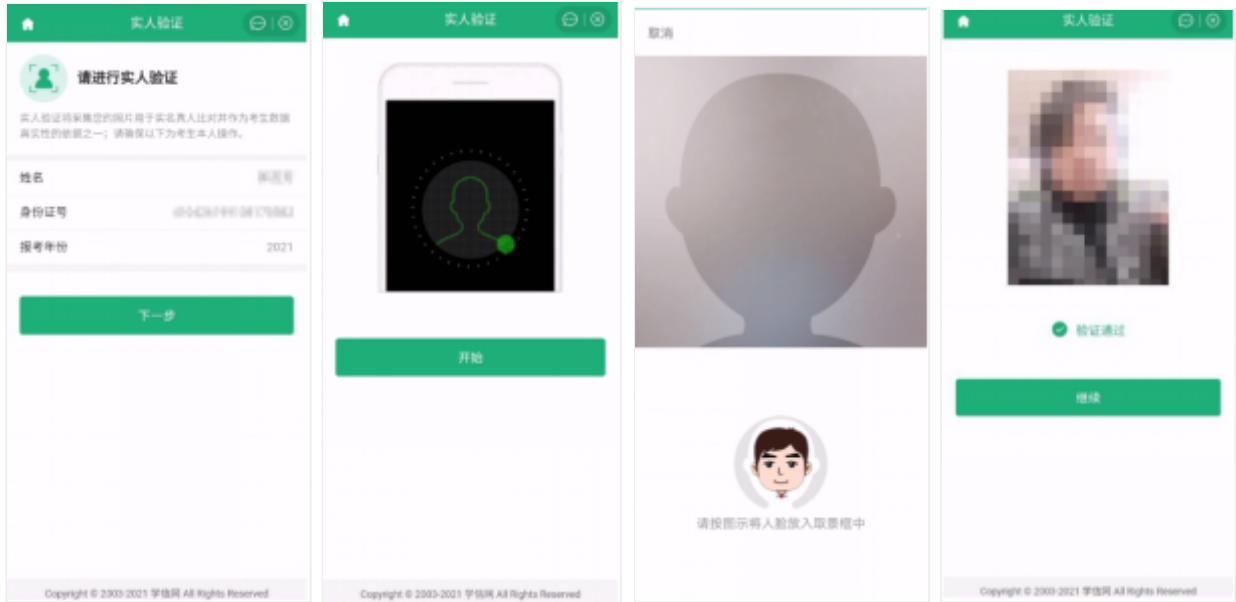 实人验证
请进行实人验证
实人验证将采集您的照片用于实名真人比对并作为考生数据
真实性的依据之一；请确保以下为考生本人操作。
姓名
身份证号
报考年份 2021
下一步
Copyright © 2003-2021 学信网 All Rights Reserved
实人验证
开始
Copyright © 2003-2021 学信网 All Rights Reserved
取消
请按图示将人脸放入取景框中
实人验证
验证通过
继续
Copyright © 2003-2021 学信网 All Rights Reserved